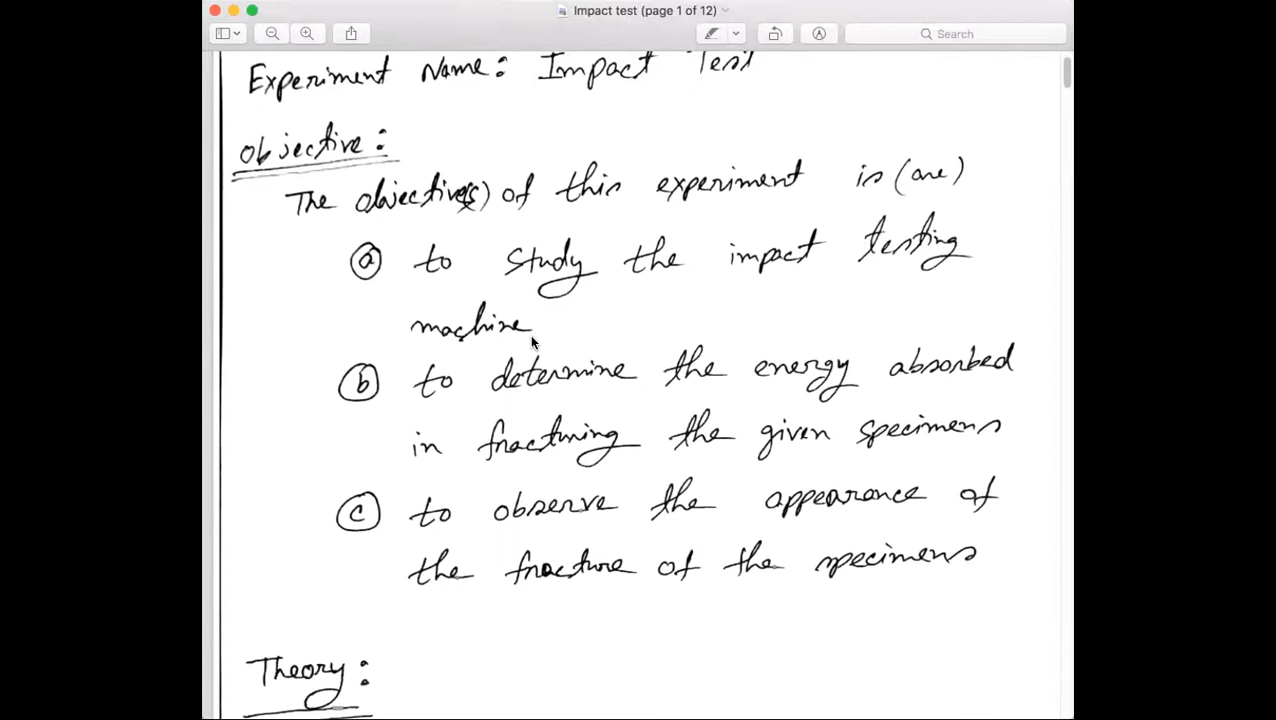 Impact test (page 1 of 12)
Search
Experiment Name: Impact Test
Objective:
The objective(s) of this experiment is (are)
(a) to study the impact testing
machine
(b) to determine the energy absorbed
in fracturing the given specimens
(c) to observe the appearance of
the fracture of the specimens
Theory: